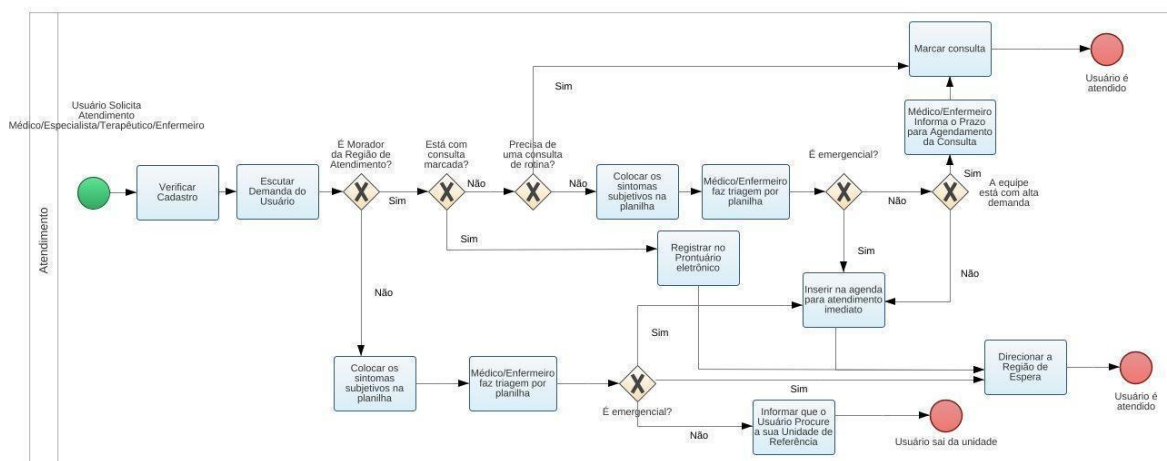 Atendimento
Usuário Solicita
Atendimento
Médico/Especialista/Terapêutico/Enfermeiro
Verificar
Cadastro
Escutar
Demanda do
Usuário
É Morador
da Região de
Atendimento?
Sim
Não
Está com
consulta
marcada?
Não
Sim
Precisa de
uma consulta
de rotina?
Sim
Não
Colocar os
sintomas
subjetivos na
planilha
Médico/Enfermeiro
faz triagem por
planilha
É emergencial?
Não
Sim
A equipe
está com alta
demanda
Sim
Não
Médico/Enfermeiro
Informa o Prazo
para Agendamento
da Consulta
Marcar consulta
Usuário é
atendido
Registrar no
Prontuário
eletrônico
Inserir na agenda
para atendimento
imediato
Colocar os
sintomas
subjetivos na
planilha
Médico/Enfermeiro
faz triagem por
planilha
É emergencial?
Sim
Sim
Não
Informar que o
Usuário Procure
a sua Unidade de
Referência
Usuário sai da unidade
Direcionar a
Região de
Espera
Usuário é
atendido